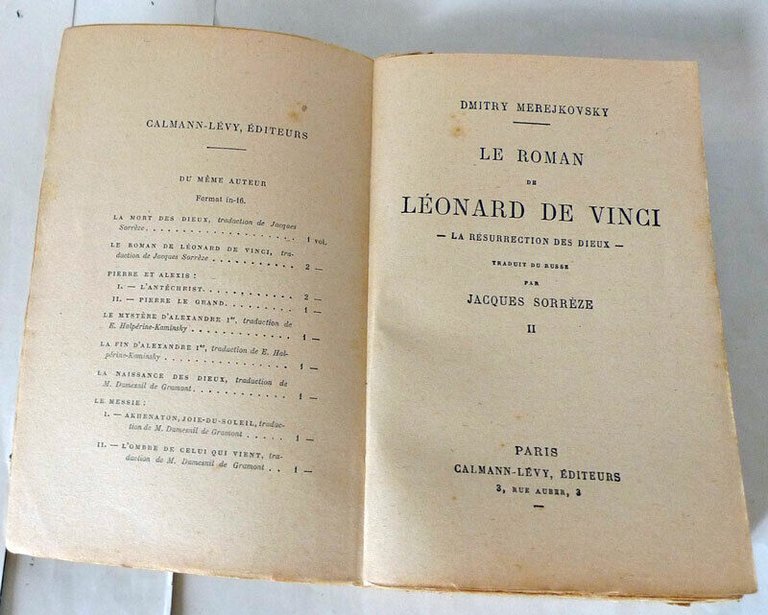 CALMANN-LÉVY, ÉDITEURS
DU MÊME AUTEUR
Format in-16.
LA MORT DES DIEUX, traduction de Jacques
Sorrèze. . . . . . . . . . . . . . . . . . . . . 1 vol.
LE ROMAN DE LÉONARD DE VINCI, tra-
duction de Jacques Sorrèze . . . . . . . . . . . . 2 —
PIERRE ET ALEXIS :
I. — L'ANTÉCHRIST. . . . . . . . . . . . . . 2 —
II. — PIERRE LE GRAND. . . . . . . . . . . . 1 —
LE MYSTÈRE D'ALEXANDRE Iᵉʳ, traduction de
E. Halpérine-Kaminsky . . . . . . . . . . . . . 1 —
LA FIN D'ALEXANDRE Iᵉʳ, traduction de E. Hal-
périne-Kaminsky . . . . . . . . . . . . . . . . 1 —
LA NAISSANCE DES DIEUX, traduction de
M. Dumesnil de Gramont . . . . . . . . . . . . 1 —
LE MESSIE :
I. — AKHENATON, JOIE-DU-SOLEIL, traduc-
tion de M. Dumesnil de Gramont . . . . . 1 —
II. — L'OMBRE DE CELUI QUI VIENT, tra-
duction de M. Dumesnil de Gramont . . 1 —
DMITRY MEREJKOVSKY
LE ROMAN
DE
LÉONARD DE VINCI
— LA RÉSURRECTION DES DIEUX —
TRADUIT DU RUSSE
PAR
JACQUES SORRÈZE
II
PARIS
CALMANN-LÉVY, ÉDITEURS
3, RUE AUBER, 3